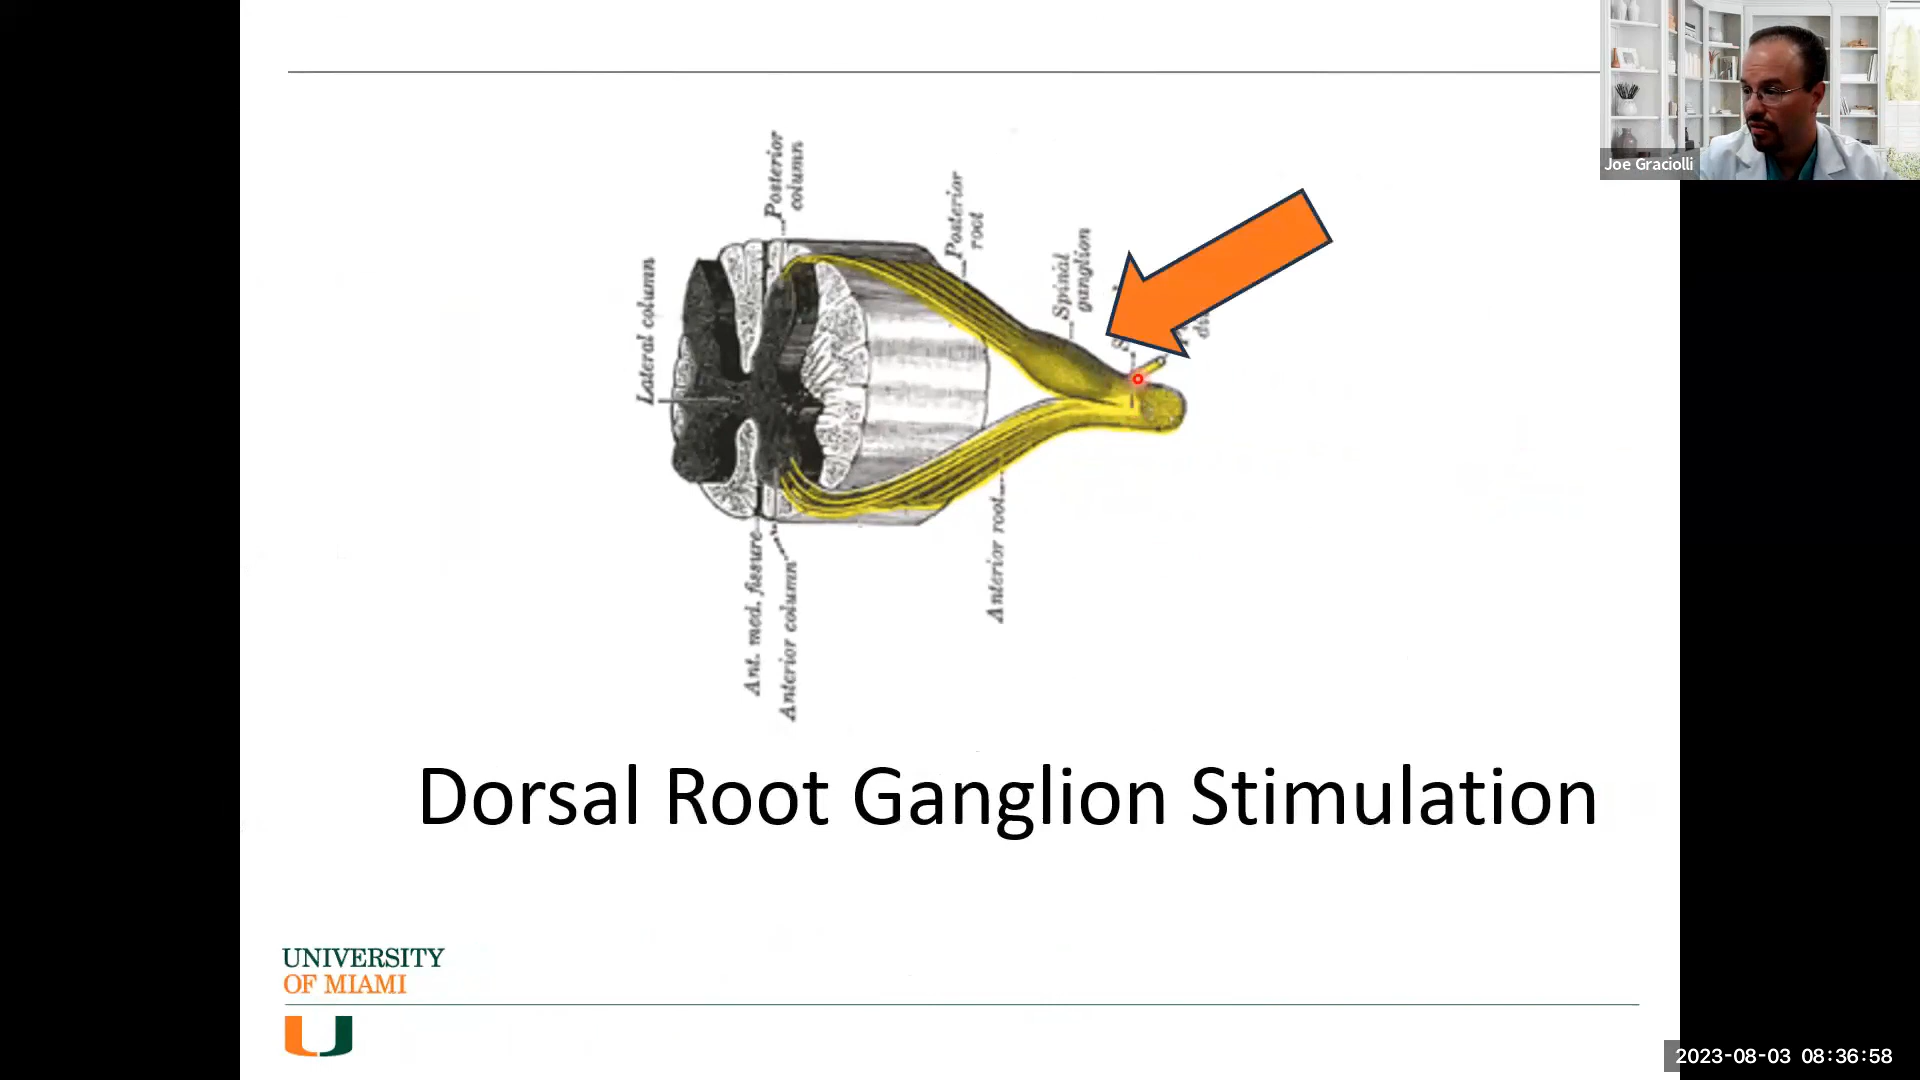 Joe Graciolli
Posterior
column
Posterior
root
Spinal
ganglion
Lateral column
Ant. med. fissure
Anterior column
Anterior root
Dorsal Root Ganglion Stimulation
UNIVERSITY
OF MIAMI
2023-08-03 08:36:58